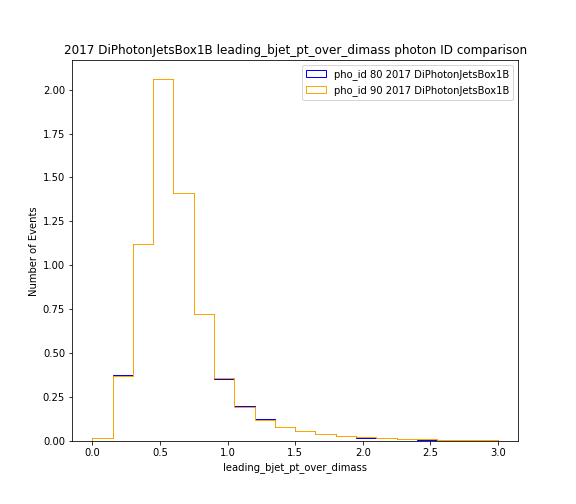 2017 DiPhotonJetsBox1B leading_bjet_pt_over_dimass photon ID comparison
pho_id 80 2017 DiPhotonJetsBox1B
pho_id 90 2017 DiPhotonJetsBox1B
Number of Events
2.00
1.75
1.50
1.25
1.00
0.75
0.50
0.25
0.00
0.0 0.5 1.0 1.5 2.0 2.5 3.0
leading_bjet_pt_over_dimass